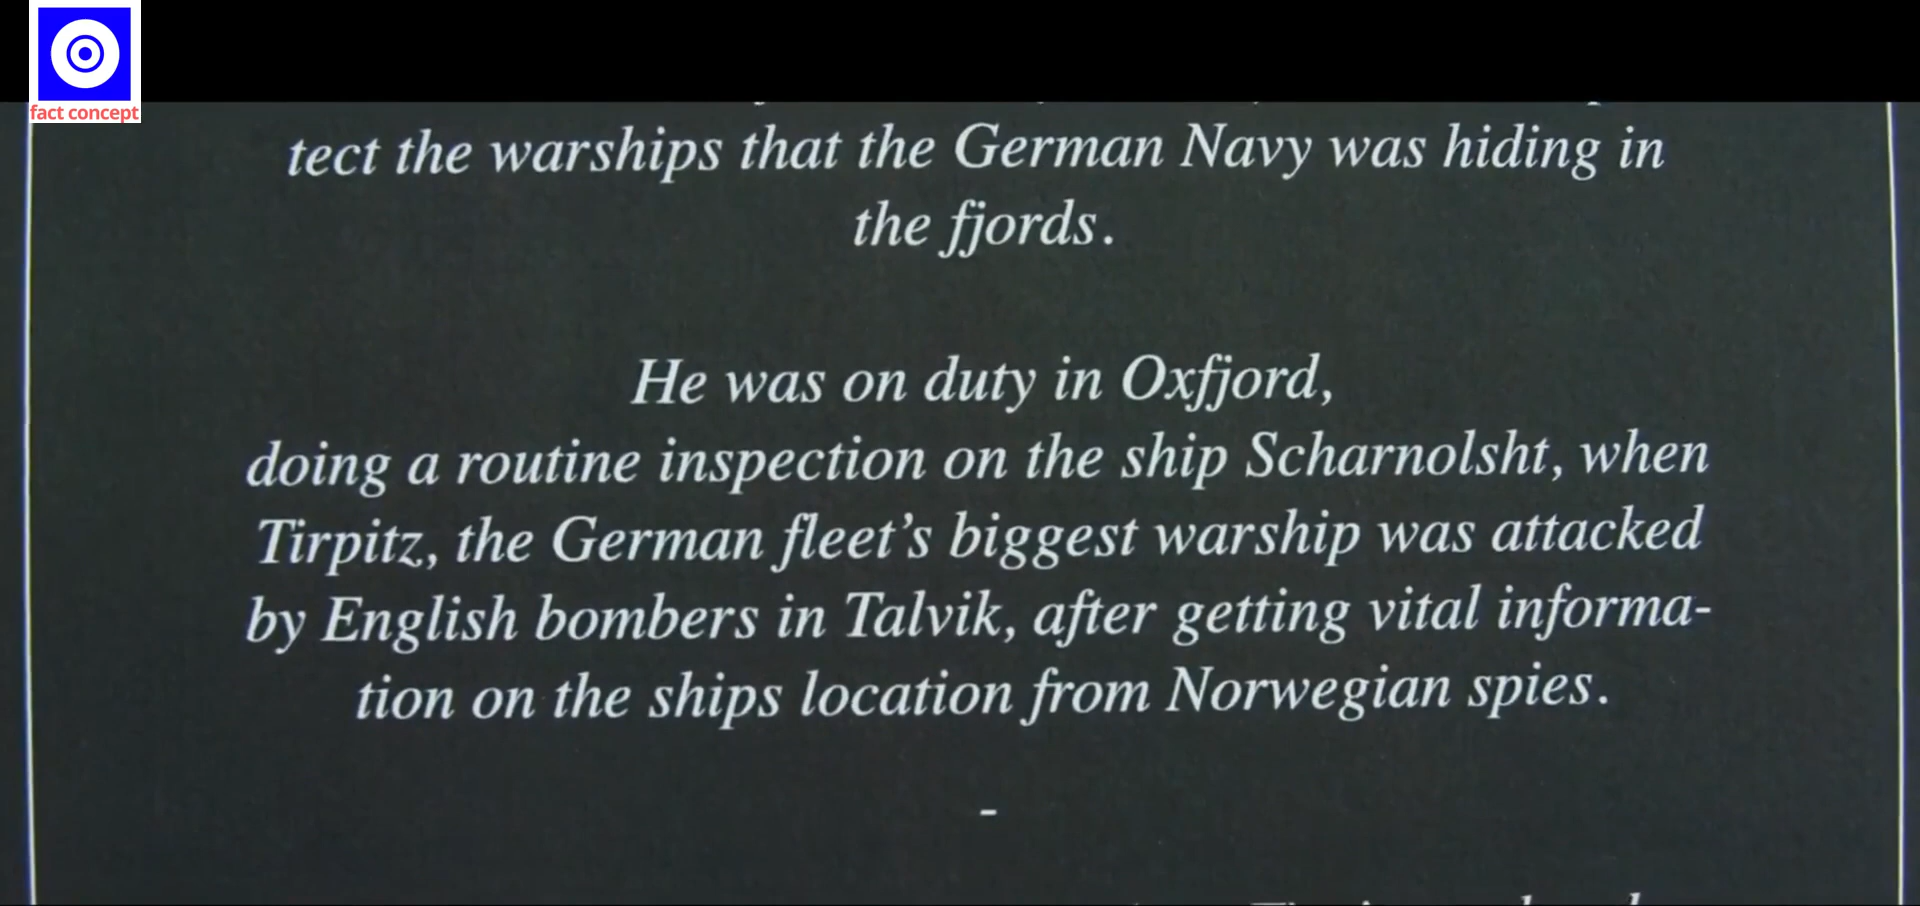 fact concept
tect the warships that the German Navy was hiding in
the fjords.
He was on duty in Oxfjord,
doing a routine inspection on the ship Scharnolsht, when
Tirpitz, the German fleet’s biggest warship was attacked
by English bombers in Talvik, after getting vital informa-
tion on the ships location from Norwegian spies.
-